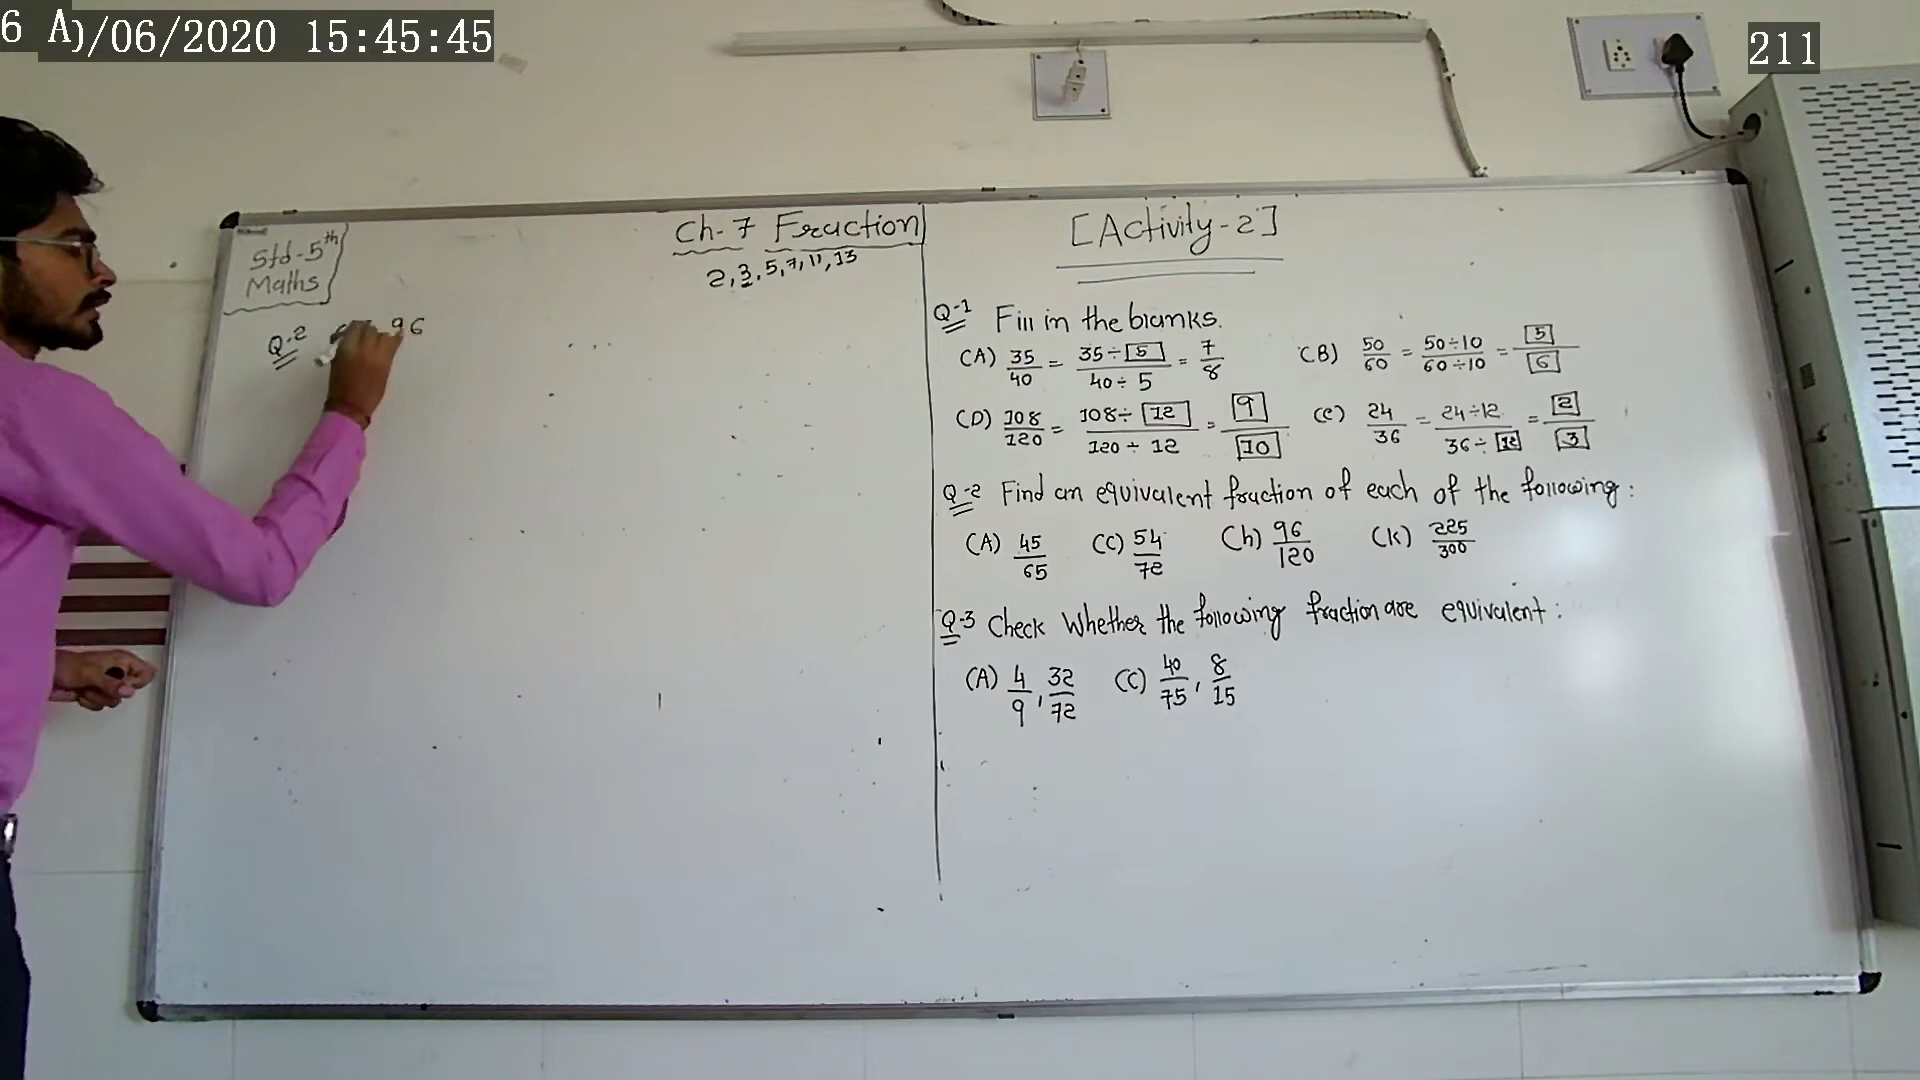 6 A)/06/2020 15:45:45
211
Std-5th
Maths
Ch-7 Fraction
2, 3, 5, 7, 11, 13
Q-2 96
[Activity-2]
Q-1 Fill in the blanks.
(A) 35/40 = 35÷5/40÷5 = 7/8 (B) 50/60 = 50÷10/60÷10 = 5/6
(D) 108/120 = 108÷12/120÷12 = 9/10 (C) 24/36 = 24÷12/36÷12 = 2/3
Q-2 Find an equivalent fraction of each of the following:
(A) 45/65 (C) 54/72 (h) 96/120 (K) 225/300
Q-3 Check Whether the following fraction are equivalent:
(A) 4/9, 32/72 (C) 40/75, 8/15